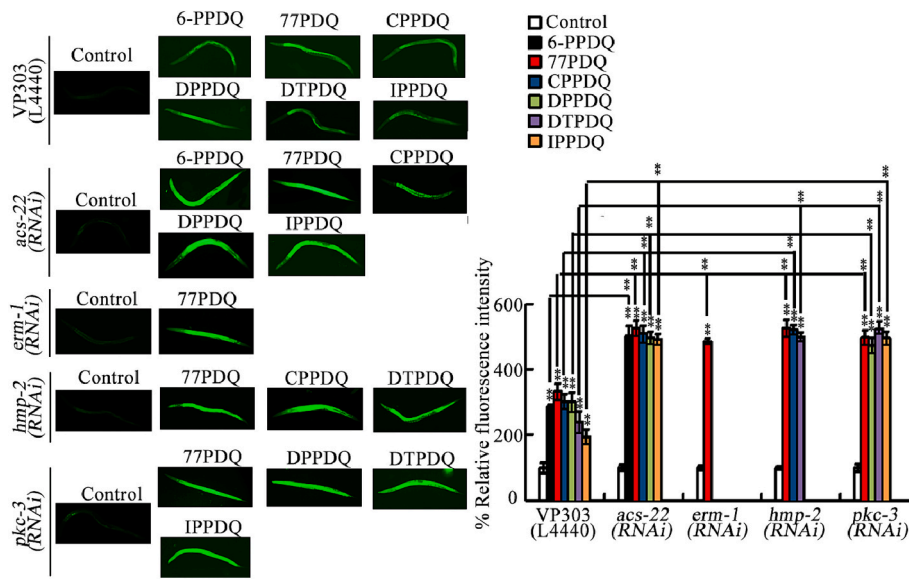 6-PPDQ 77PDQ CPPDQ
Control
VP303
(L4440)
DPPDQ DTPDQ IPPDQ
6-PPDQ 77PDQ CPPDQ
Control
acs-22
(RNAi)
DPPDQ IPPDQ
Control 77PDQ
erm-1
(RNAi)
Control 77PDQ CPPDQ DTPDQ
hmp-2
(RNAi)
77PDQ DPPDQ DTPDQ
Control
pkc-3
(RNAi)
IPPDQ
Control
6-PPDQ
77PDQ
CPPDQ
DPPDQ
DTPDQ
IPPDQ
% Relative fluorescence intensity
600
400
200
0
** ** ** ** ** **
** ** ** ** **
** ** ** ** **
**
**
** ** **
** ** **
** ** ** **
** ** ** **
VP303 acs-22 erm-1 hmp-2 pkc-3
(L4440) (RNAi) (RNAi) (RNAi) (RNAi)